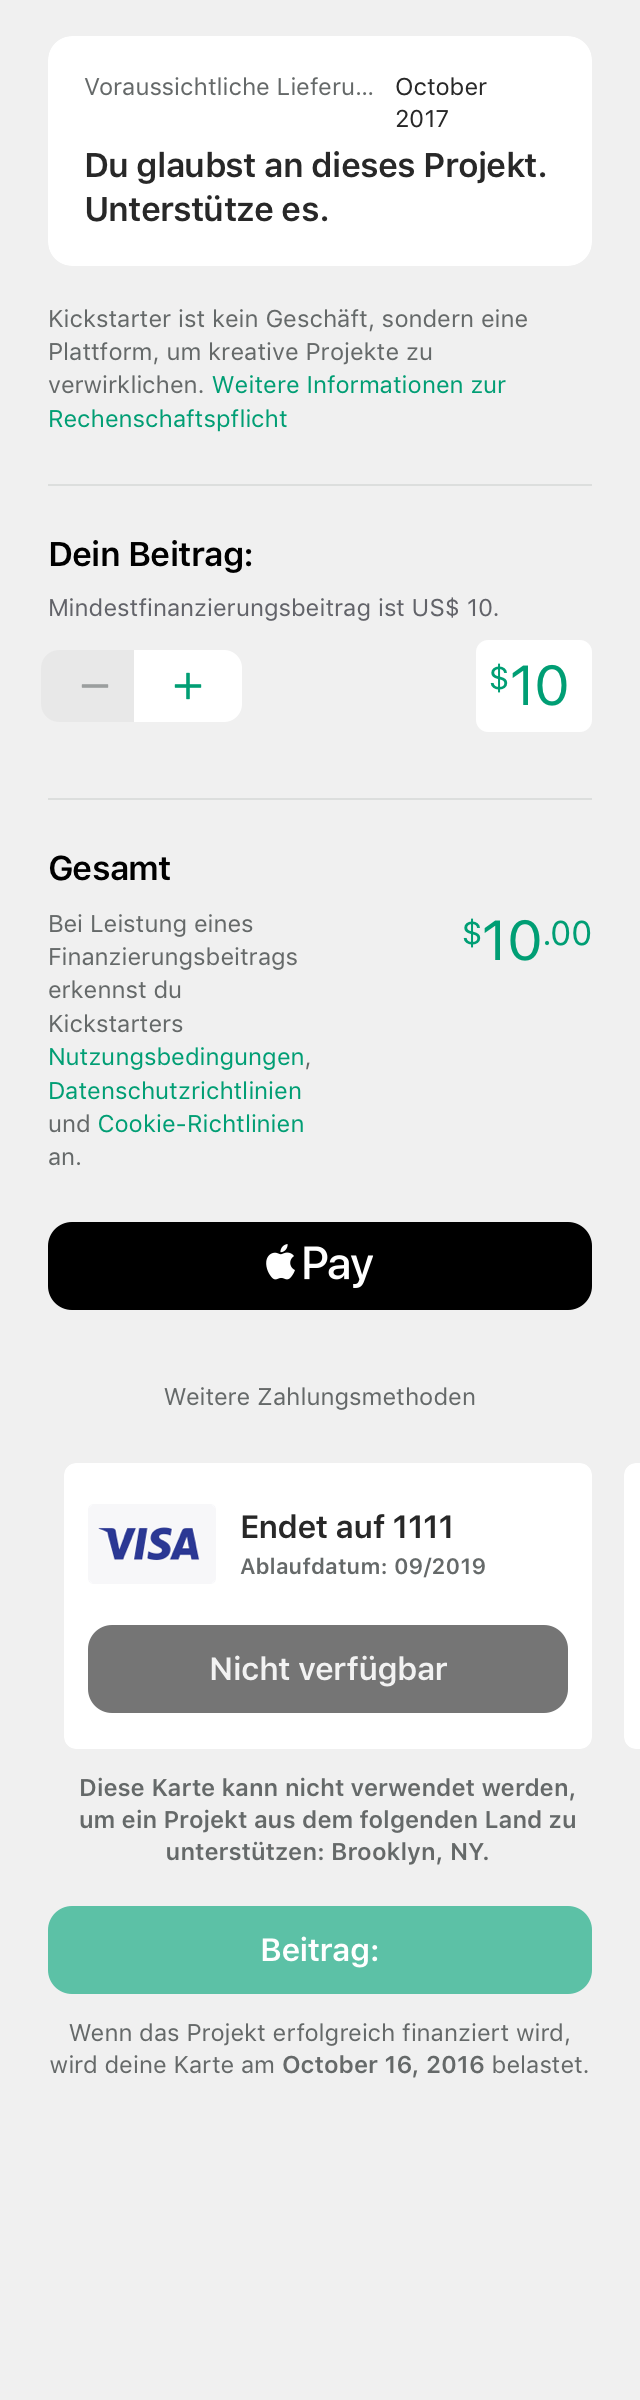 Voraussichtliche Lieferu... October
2017
Du glaubst an dieses Projekt.
Unterstütze es.
Kickstarter ist kein Geschäft, sondern eine
Plattform, um kreative Projekte zu
verwirklichen. Weitere Informationen zur
Rechenschaftspflicht
Dein Beitrag:
Mindestfinanzierungsbeitrag ist US$ 10.
− + $10
Gesamt
$10.00
Bei Leistung eines
Finanzierungsbeitrags
erkennst du
Kickstarters
Nutzungsbedingungen,
Datenschutzrichtlinien
und Cookie-Richtlinien
an.
Pay
Weitere Zahlungsmethoden
VISA
Endet auf 1111
Ablaufdatum: 09/2019
Nicht verfügbar
Diese Karte kann nicht verwendet werden,
um ein Projekt aus dem folgenden Land zu
unterstützen: Brooklyn, NY.
Beitrag:
Wenn das Projekt erfolgreich finanziert wird,
wird deine Karte am October 16, 2016 belastet.